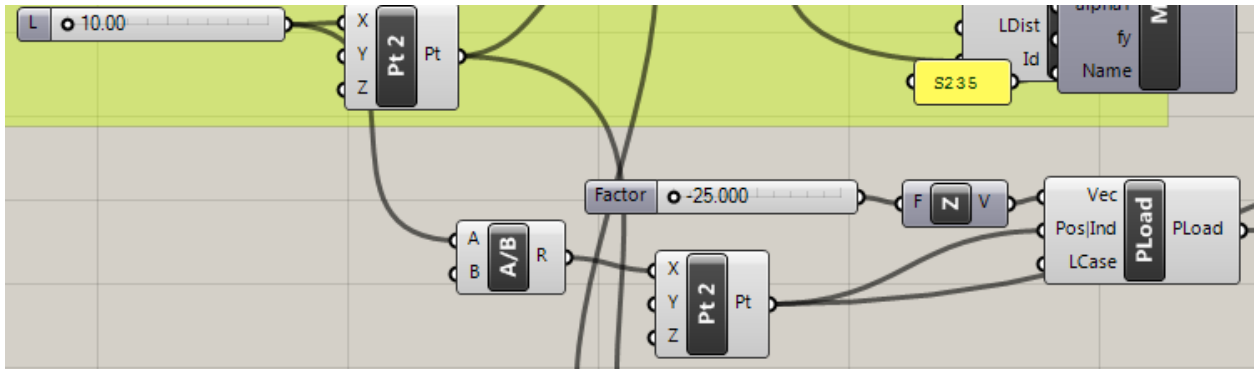 L 10.00
X
Y
Z
Pt 2
Pt
LDist
Id
fy
Name
M
S235
Factor -25.000
F Z V
Vec
Pos|Ind
LCase
PLoad
PLoad
A
B
A/B
R
X
Y
Z
Pt 2
Pt